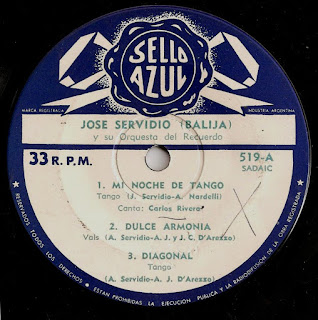 SELLO
AZUL
MARCA REGISTRADA
INDUSTRIA ARGENTINA
JOSE SERVIDIO (BALIJA)
y su Orquesta del Recuerdo
33 R.P.M.
519-A
SADAIC
1. MI NOCHE DE TANGO
Tango (J. Servidio-A. Nardelli)
Canta: Carlos Rivera
2. DULCE ARMONIA
Vals (A. Servidio-A. J. y J. C. D'Arezzo)
3. DIAGONAL
Tango
(A. Servidio-A. J. D'Arezzo)
★ RESERVADOS TODOS LOS DERECHOS ★ ESTAN PROHIBIDAS LA EJECUCION PUBLICA Y LA RADIODIFUSION DE LA OBRA REGISTRADA ★